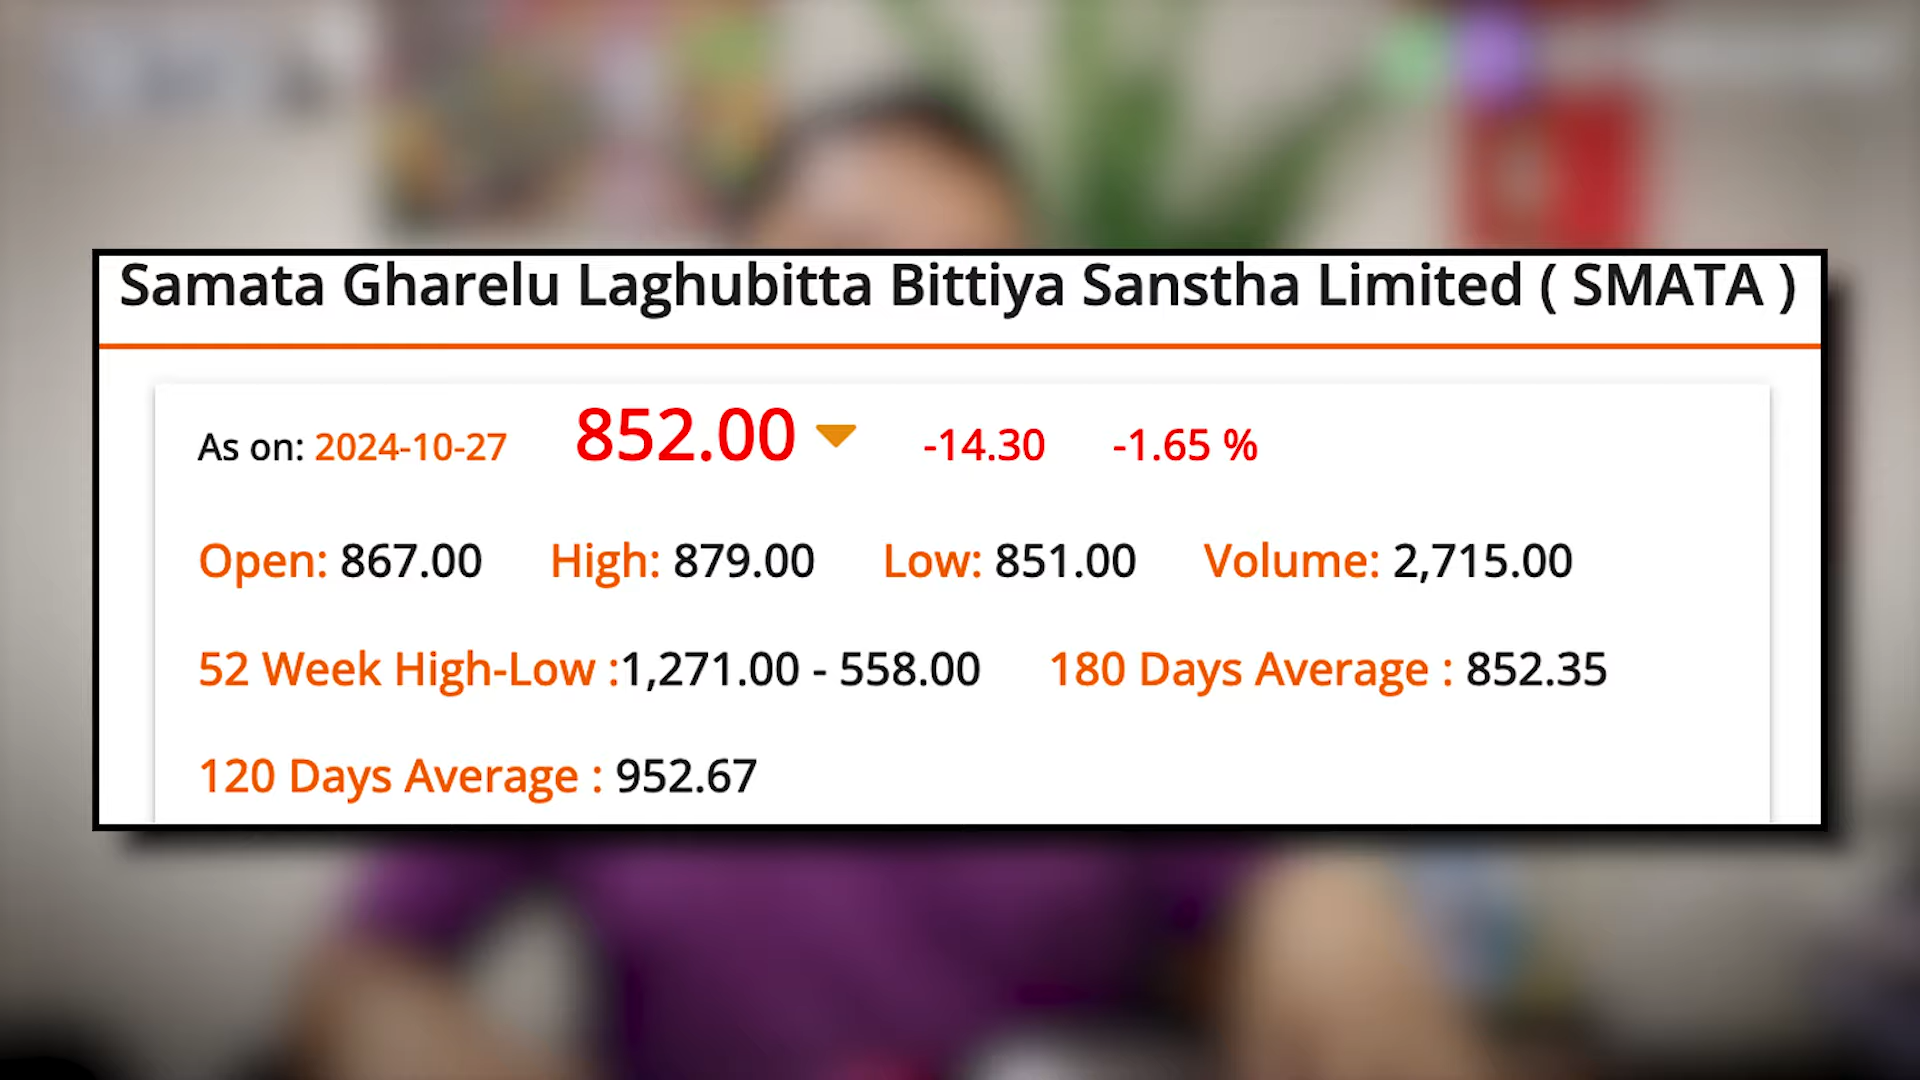 Samata Gharelu Laghubitta Bittiya Sanstha Limited ( SMATA )
As on: 2024-10-27 852.00 -14.30 -1.65 %
Open: 867.00 High: 879.00 Low: 851.00 Volume: 2,715.00
52 Week High-Low :1,271.00 - 558.00 180 Days Average : 852.35
120 Days Average : 952.67